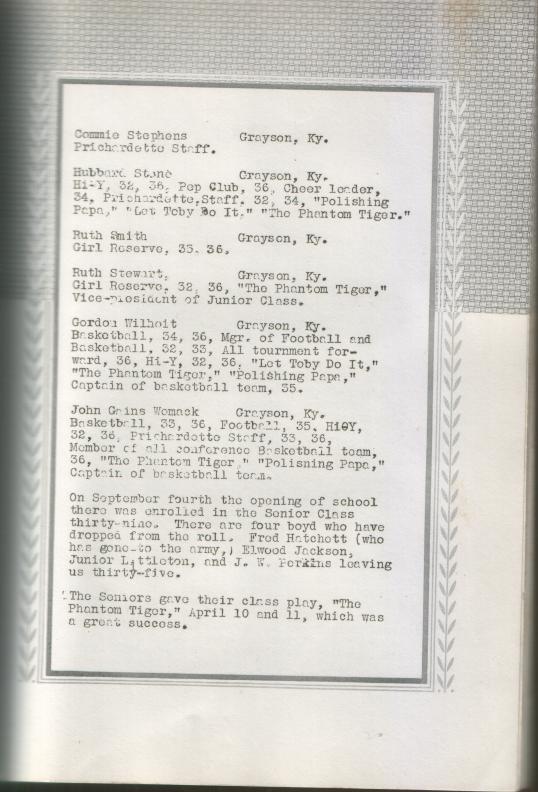 Commie Stephens Grayson, Ky.
Prichardette Staff.
Hubbard Stone Grayson, Ky.
Hi-Y, 32, 36, Pep Club, 36, Cheer leader,
34, Prichardette Staff. 32, 34, "Polishing
Papa," "Let Toby Do It," "The Phantom Tiger."
Ruth Smith Grayson, Ky.
Girl Reserve, 35. 36,
Ruth Stewart, Grayson, Ky.
Girl Reserve, 32, 36, "The Phantom Tiger,"
Vice-president of Junior Class.
Gordon Wilhoit Grayson, Ky.
Basketball, 34, 36, Mgr. of Football and
Basketball, 32, 33, All tournment for-
ward, 36, Hi-Y, 32, 36, "Let Toby Do It,"
"The Phantom Tiger," "Polishing Papa,"
Captain of basketball team, 35.
John Gains Womack Grayson, Ky.
Basketball, 33, 36, Football, 35, HiθY,
32, 36, Prichardette Staff, 33, 36,
Member of all conference Basketball team,
36, "The Phantom Tiger," "Polisning Papa,"
Captain of basketball team.
On September fourth the opening of school
there was enrolled in the Senior Class
thirty-nine. There are four boyd who have
dropped from the roll. Fred Hatchett (who
has gone to the army,) Elwood Jackson,
Junior Littleton, and J. W. Perkins leaving
us thirty-five.
The Seniors gave their class play, "The
Phantom Tiger," April 10 and 11, which was
a great success.